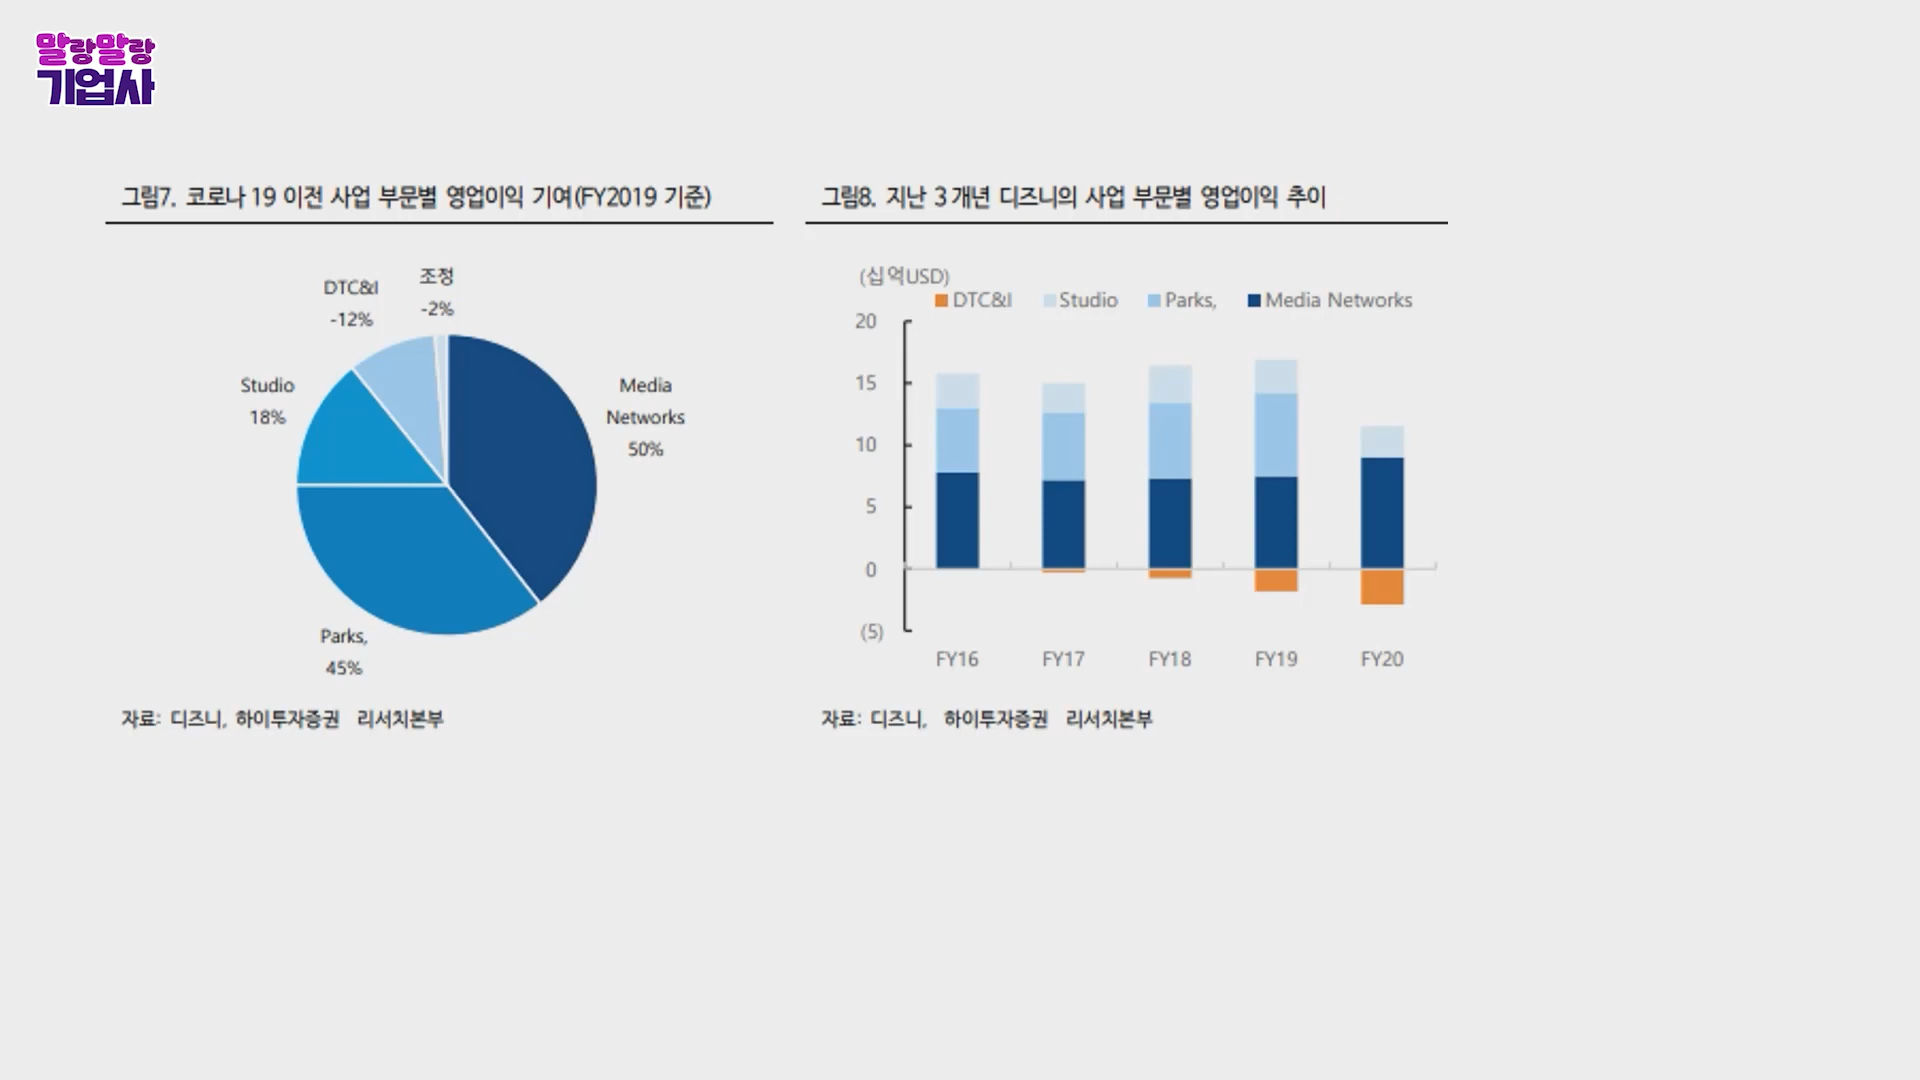 말랑말랑
기업사
그림7. 코로나 19 이전 사업 부문별 영업이익 기여(FY2019 기준)
조정
-2%
DTC&I
-12%
Studio
18%
Media
Networks
50%
Parks,
45%
자료: 디즈니, 하이투자증권 리서치본부
그림8. 지난 3개년 디즈니의 사업 부문별 영업이익 추이
(십억USD)
DTC&I Studio Parks, Media Networks
20
15
10
5
0
(5)
FY16 FY17 FY18 FY19 FY20
자료: 디즈니, 하이투자증권 리서치본부